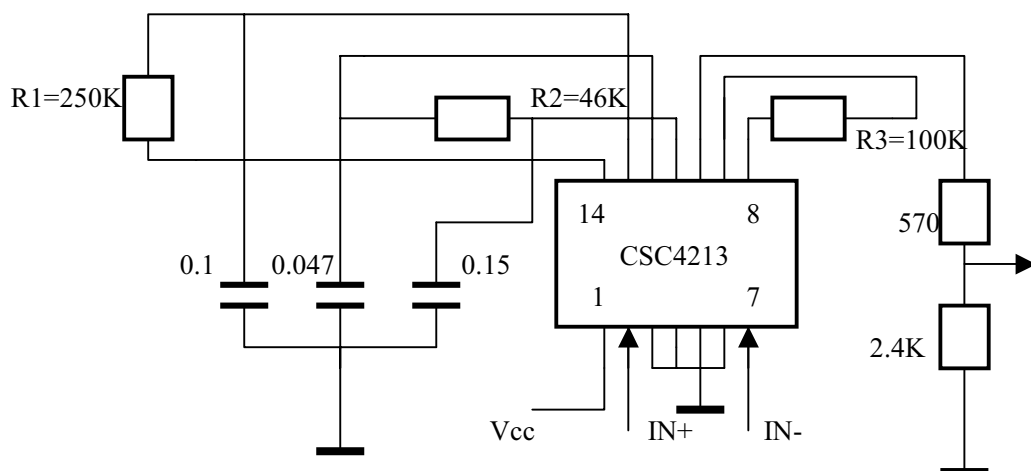 R1=250K
R2=46K
R3=100K
14
8
570
CSC4213
0.1
0.047
0.15
1
7
2.4K
Vcc
IN+
IN-